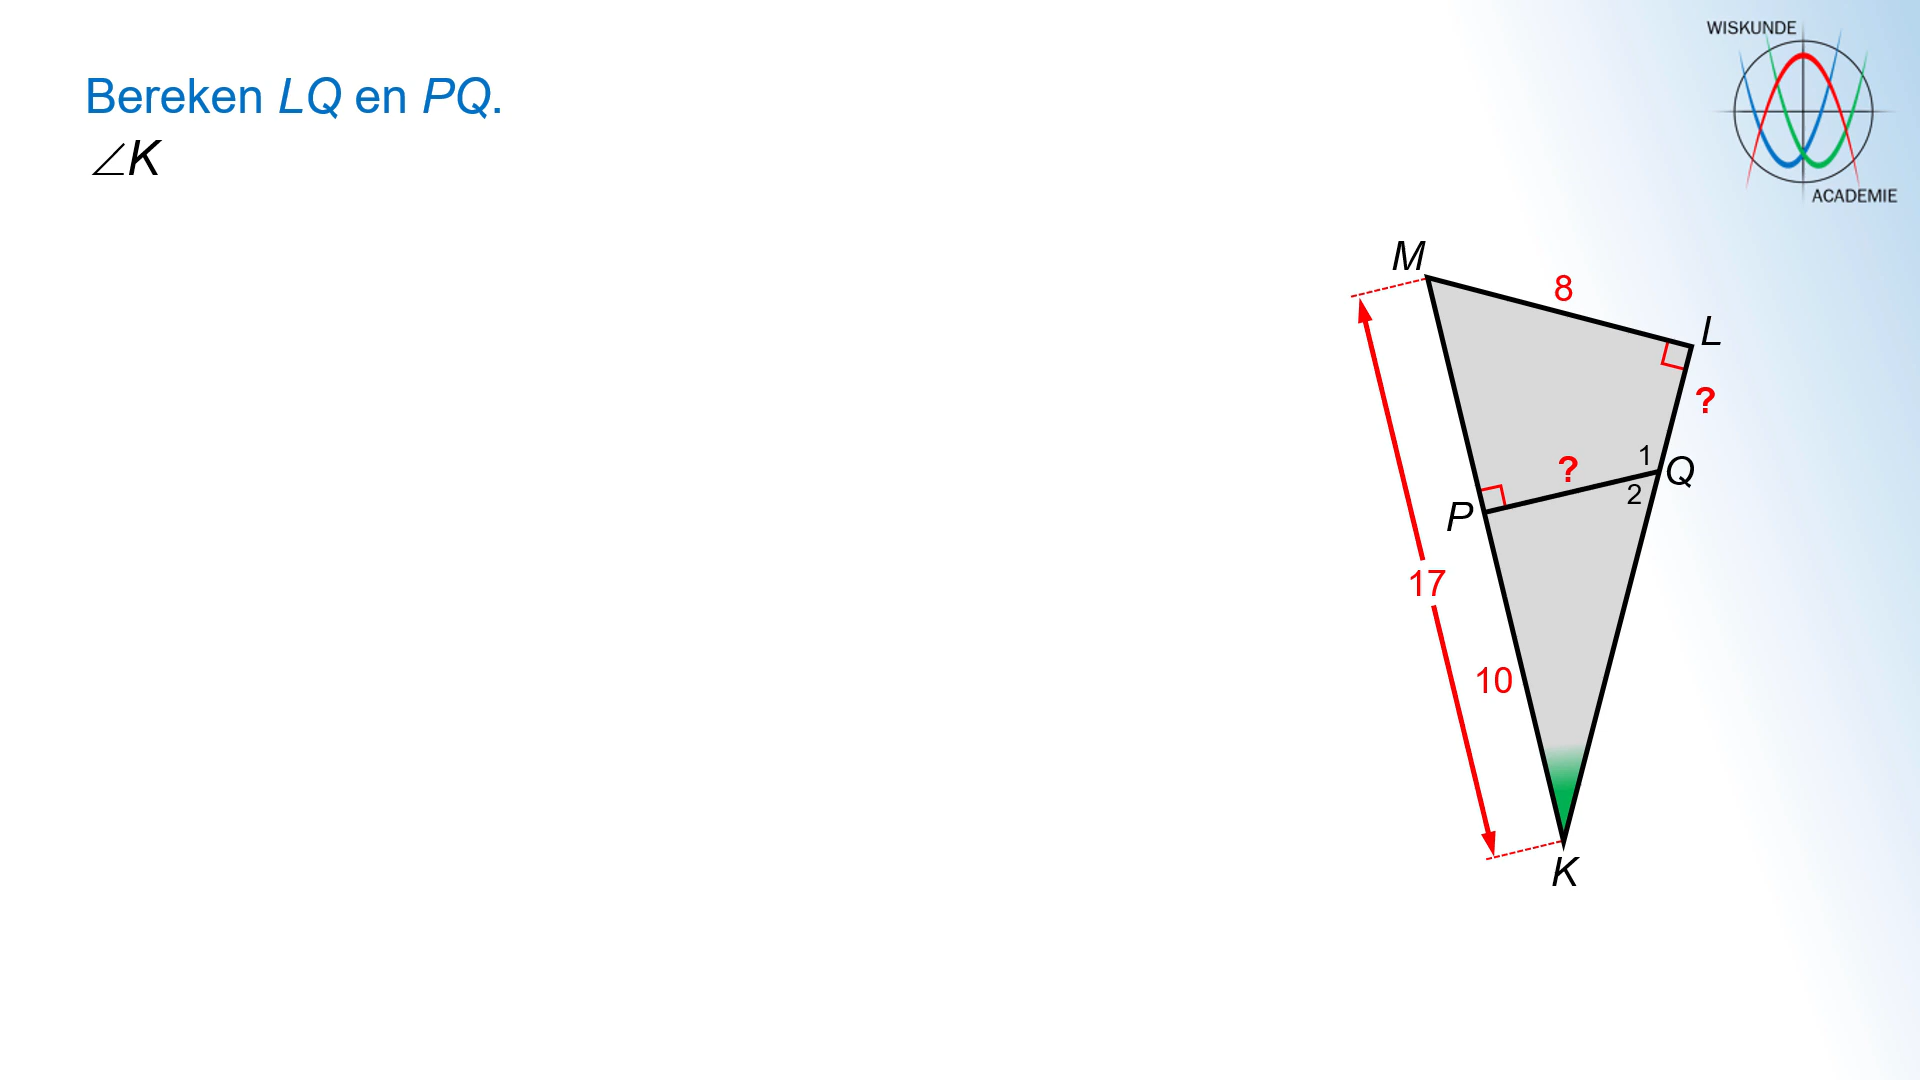 Bereken LQ en PQ.
∠K
WISKUNDE
ACADEMIE
M
8
L
?
1
Q
?
2
P
17
10
K